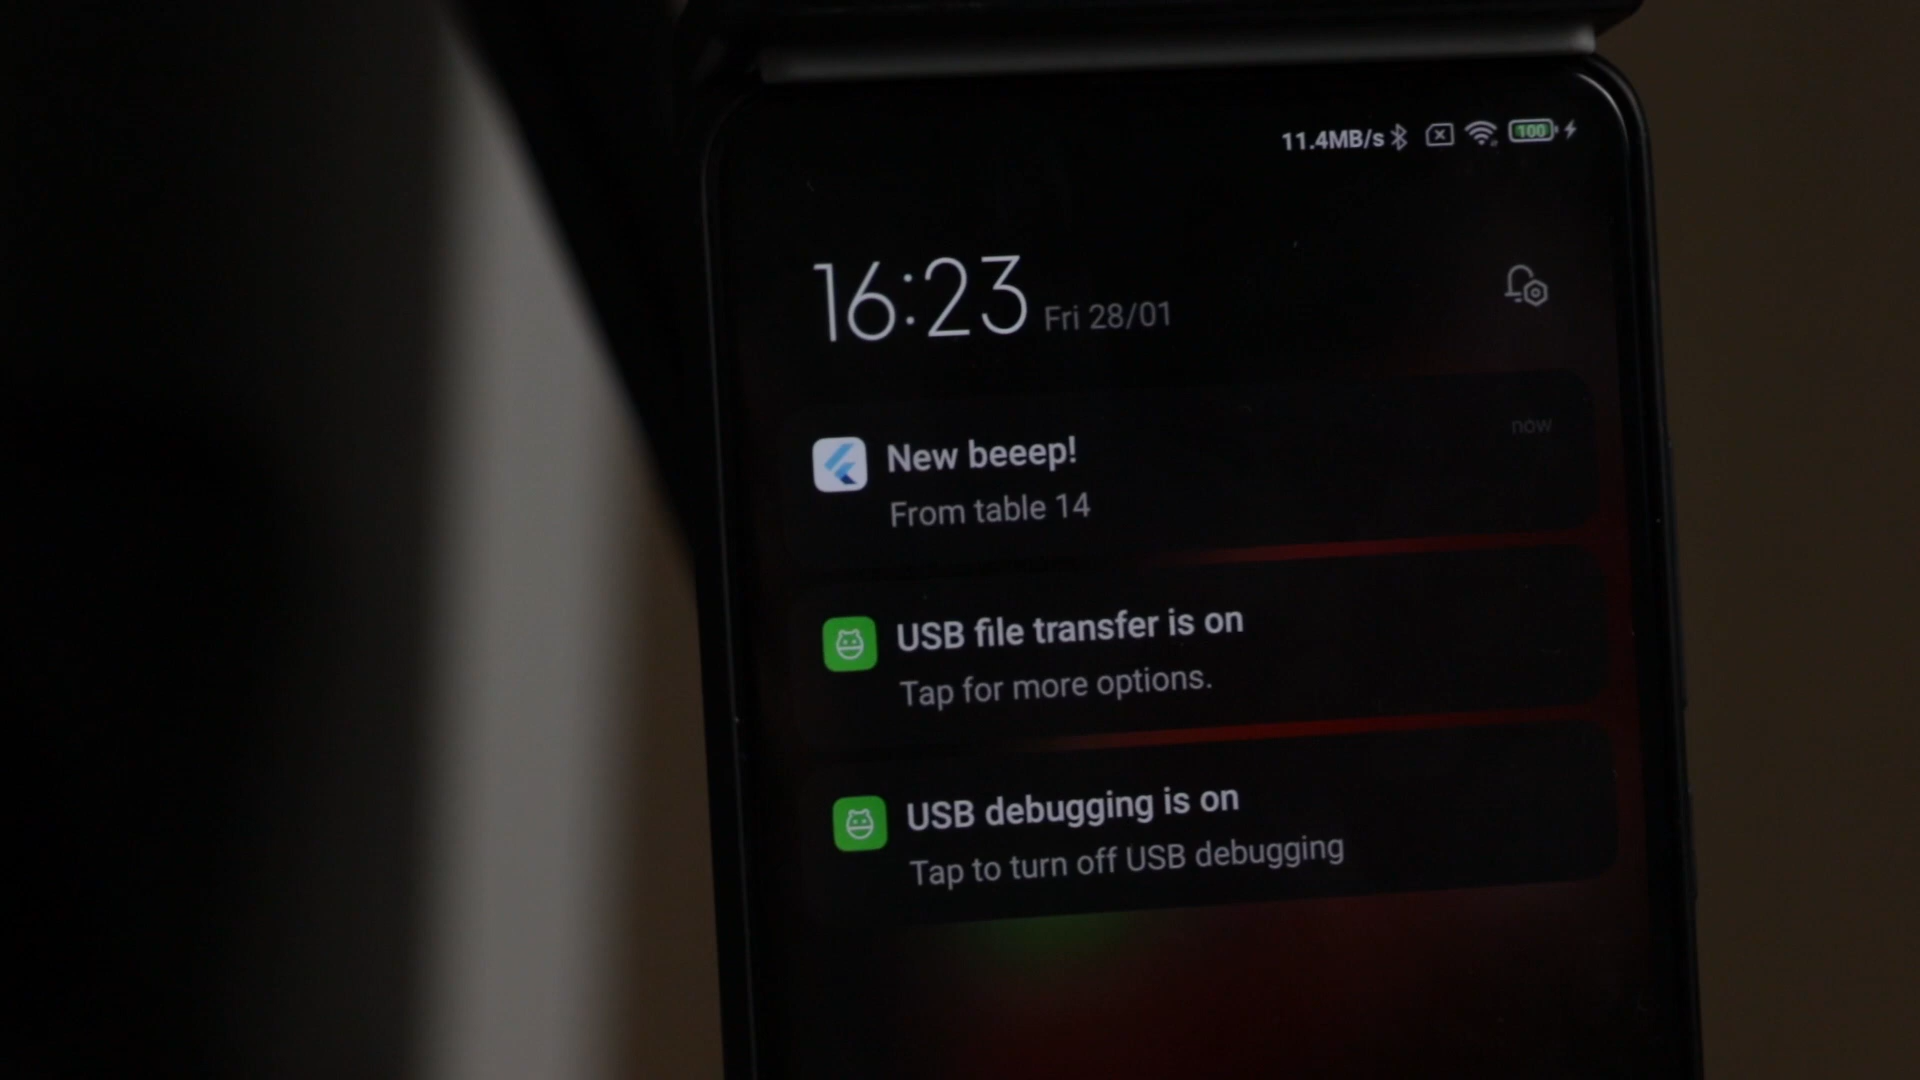 11.4MB/s 100
16:23 Fri 28/01
New beeep! now
From table 14
USB file transfer is on
Tap for more options.
USB debugging is on
Tap to turn off USB debugging